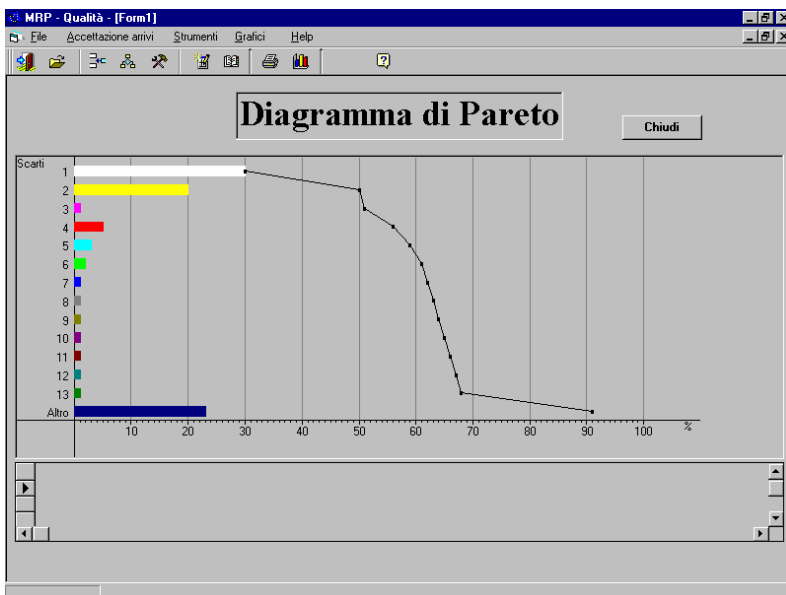 MRP - Qualità - [Form1]
File Accettazione arrivi Strumenti Grafici Help
Diagramma di Pareto
Chiudi
Scarti
1
2
3
4
5
6
7
8
9
10
11
12
13
Altro
10 20 30 40 50 60 70 80 90 100 %